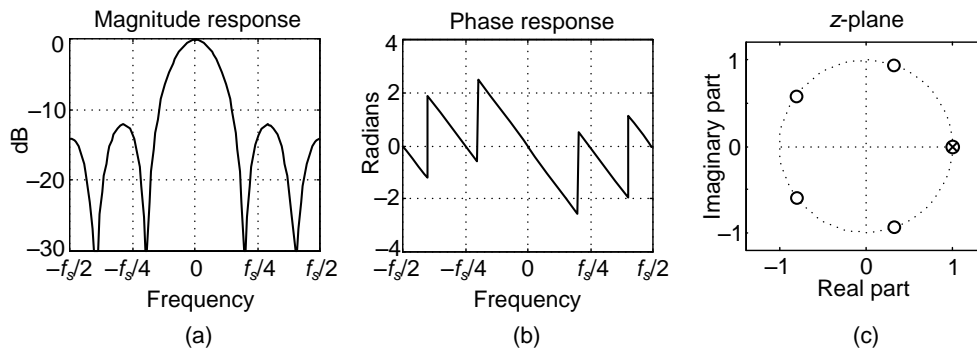 Magnitude response
0
−10
−20
−30
dB
−fs/2
−fs/4
0
fs/4
fs/2
Frequency
(a)
Phase response
4
2
0
−2
−4
Radians
−fs/2
−fs/4
0
fs/4
fs/2
Frequency
(b)
z-plane
1
0
−1
Imaginary part
−1
0
1
Real part
(c)